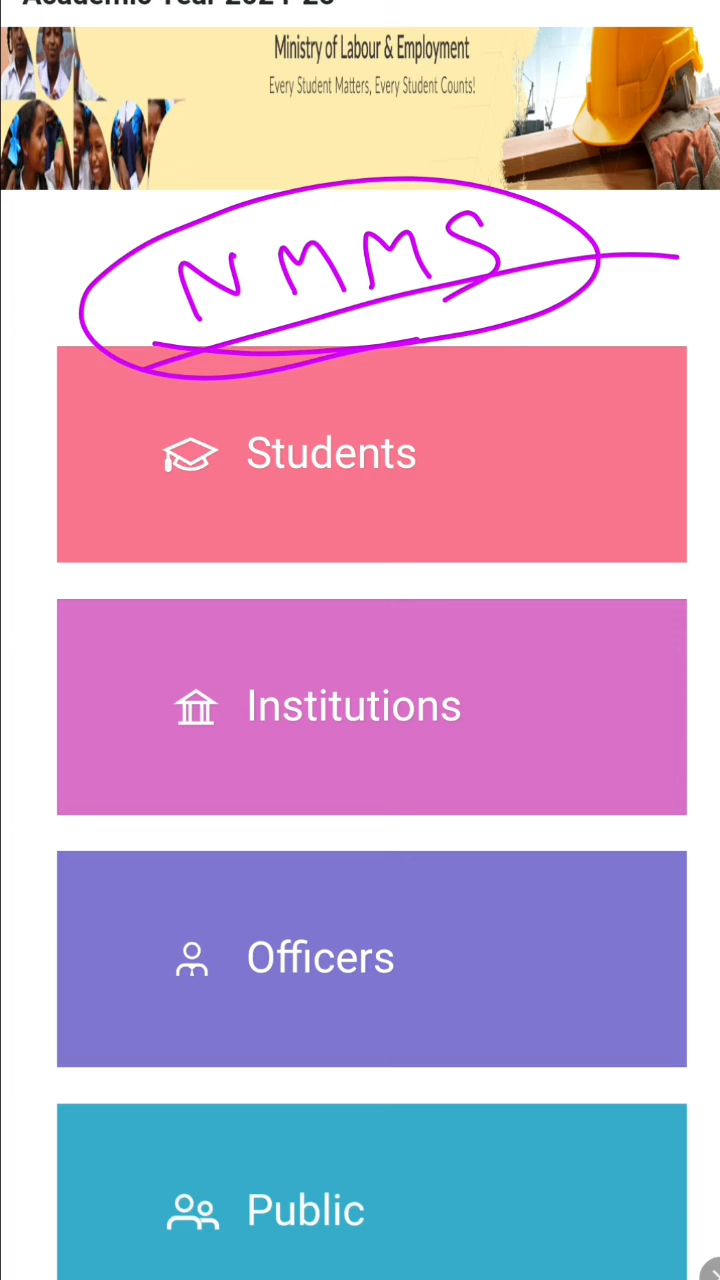 Ministry of Labour & Employment
Every Student Matters, Every Student Counts!
NMMS
Students
Institutions
Officers
Public